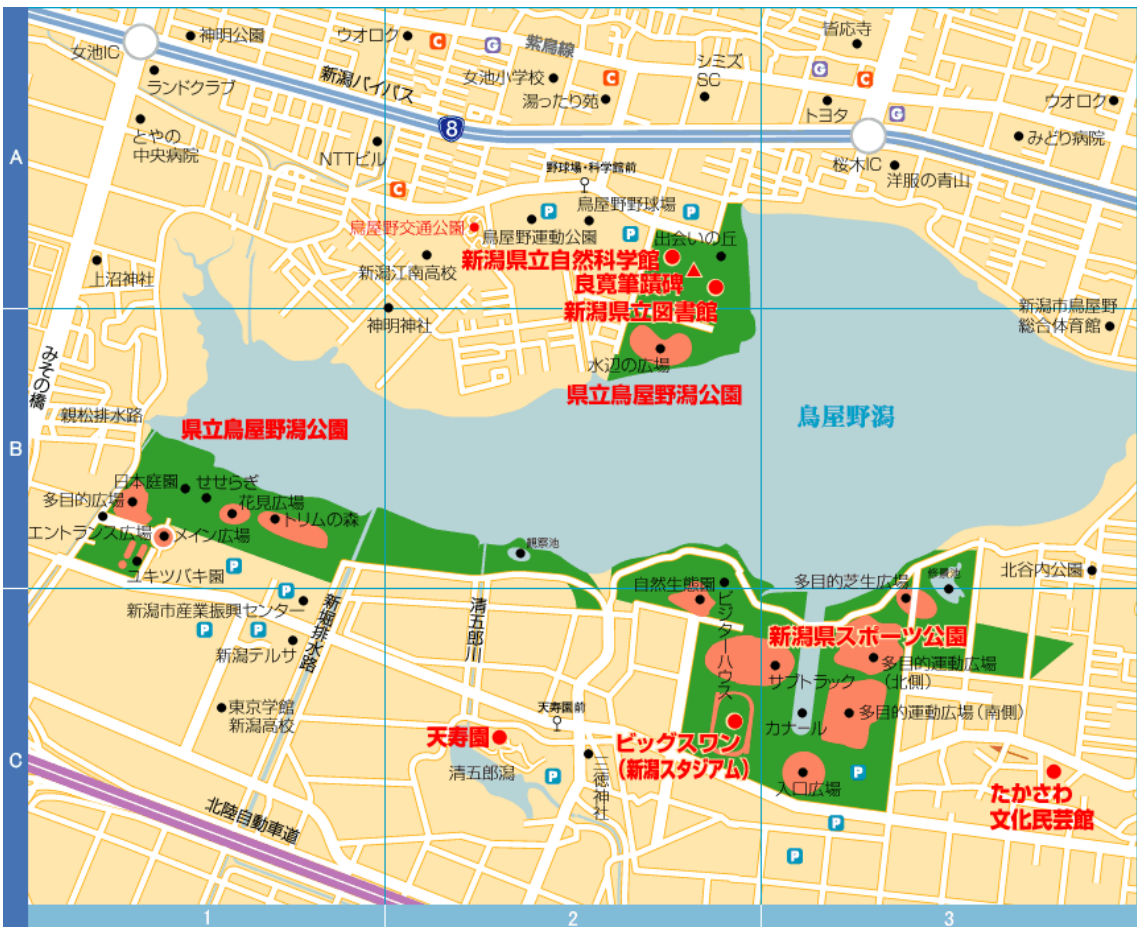 女池IC
神明公園
ウオロク
C
G
紫鳥線
皆応寺
ランドクラブ
新潟バイパス
女池小学校
C
シミズ
SC
G
C
湯ったり苑
トヨタ
G
ウオロク
8
とやの
中央病院
NTTビル
桜木IC
みどり病院
洋服の青山
A
C
野球場・科学館前
P
鳥屋野野球場
P
鳥屋野交通公園
鳥屋野運動公園
P
出会いの丘
新潟県立自然科学館
新潟江南高校
良寛筆蹟碑
上沼神社
新潟県立図書館
神明神社
新潟市鳥屋野
総合体育館
みその橋
水辺の広場
県立鳥屋野潟公園
親松排水路
県立鳥屋野潟公園
鳥屋野潟
B
日本庭園
せせらぎ
多目的広場
花見広場
トリムの森
エントランス広場
メイン広場
観察池
ユキツバキ園
P
自然生態園
多目的芝生広場
修景池
北谷内公園
P
新潟市産業振興センター
新堀排水路
清五郎川
ビジターハウス
P
P
新潟テルサ
新潟県スポーツ公園
サブトラック
多目的運動広場
(北側)
東京学館
新潟高校
天寿園前
カナール
多目的運動広場(南側)
天寿園
ビッグスワン
(新潟スタジアム)
C
清五郎潟
P
三徳神社
入口広場
P
たかさわ
文化民芸館
北陸自動車道
P
P
1
2
3